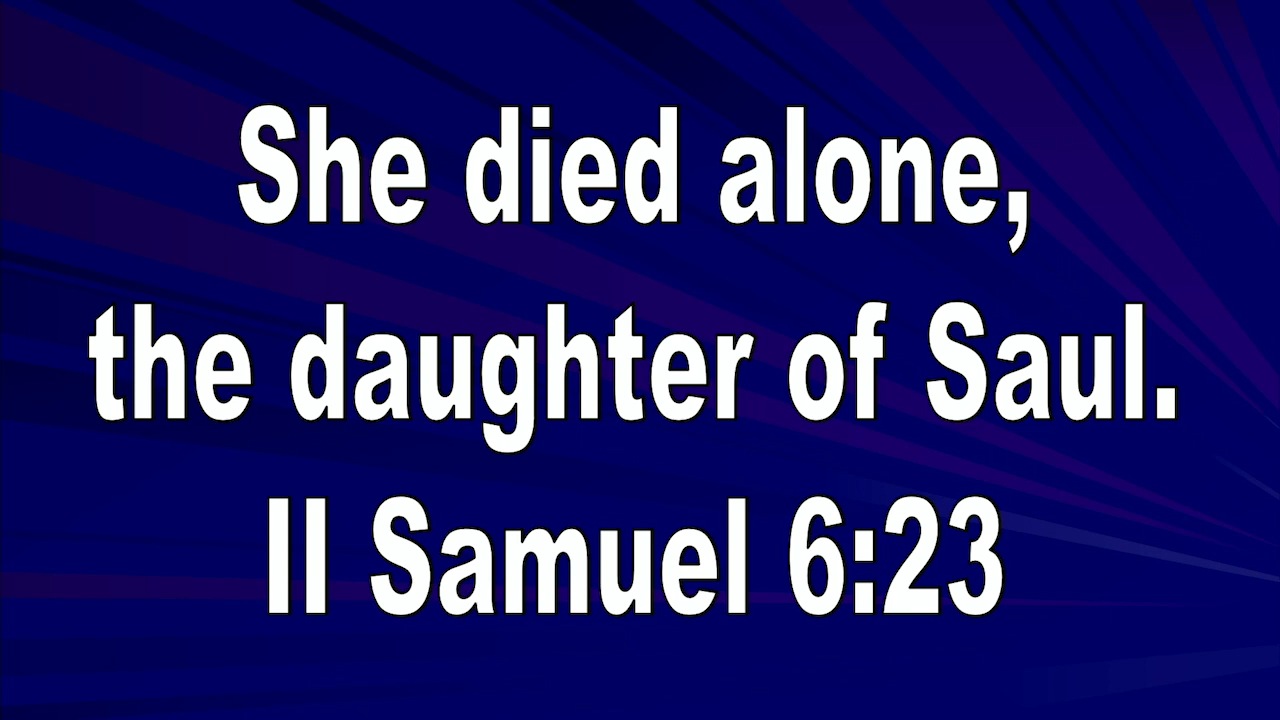 She died alone,
the daughter of Saul.
II Samuel 6:23